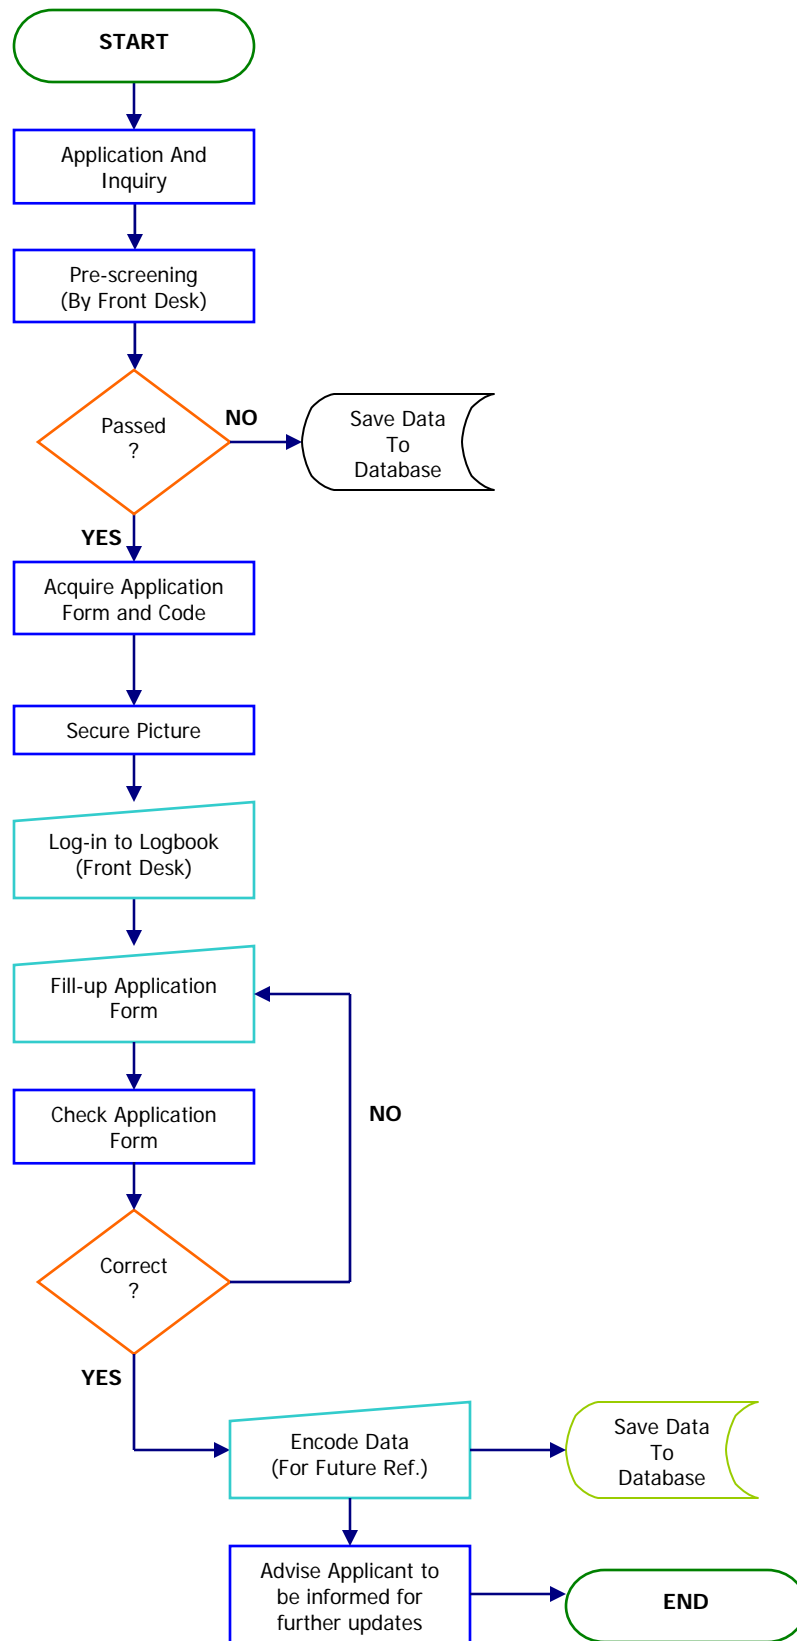 START
Application And
Inquiry
Pre-screening
(By Front Desk)
Passed
?
NO
Save Data
To
Database
YES
Acquire Application
Form and Code
Secure Picture
Log-in to Logbook
(Front Desk)
Fill-up Application
Form
Check Application
Form
NO
Correct
?
YES
Encode Data
(For Future Ref.)
Save Data
To
Database
Advise Applicant to
be informed for
further updates
END